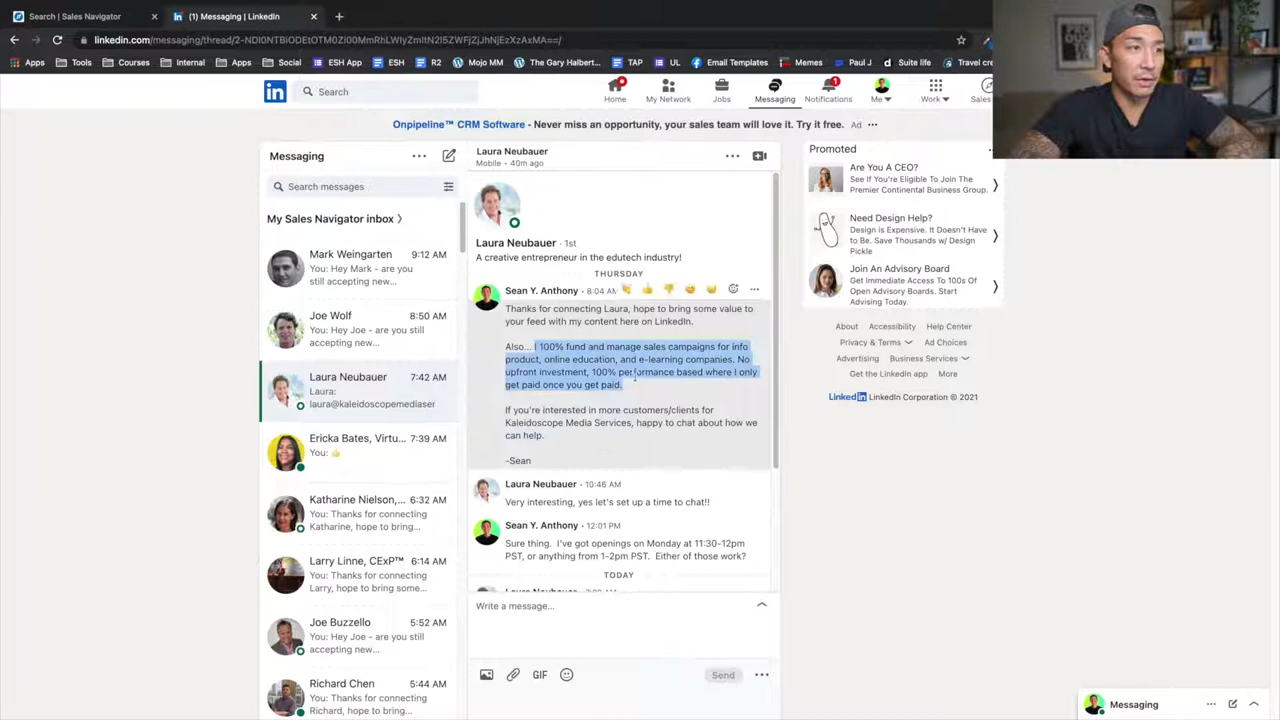 Search | Sales Navigator
(1) Messaging | LinkedIn
linkedin.com/messaging/thread/
Apps
Tools
Courses
Internal
Social
ESH App
ESH
R2
Mojo MM
The Gary Halbert...
TAP
UL
Email Templates
Memes
Paul J
Suite life
Travel cre
in
Search
Home
My Network
Jobs
Messaging
1
Notifications
Me
Work
Sales
Onpipeline™ CRM Software - Never miss an opportunity, your sales team will love it. Try it free. Ad
Messaging
Search messages
My Sales Navigator inbox
Mark Weingarten 9:12 AM
You: Hey Mark - are you
still accepting new...
Joe Wolf 8:50 AM
You: Hey Joe - are you still
accepting new...
Laura Neubauer 7:42 AM
Laura:
laura@kaleidoscopemediaser
Ericka Bates, Virtu... 7:39 AM
You: 👍
Katharine Nielson,... 6:32 AM
You: Thanks for connecting
Katharine, hope to bring...
Larry Linne, CExP™ 6:14 AM
You: Thanks for connecting
Larry, hope to bring some...
Joe Buzzello 5:52 AM
You: Hey Joe - are you still
accepting new...
Richard Chen 5:44 AM
You: Thanks for connecting
Richard, hope to bring...
Laura Neubauer
Mobile • 40m ago
Laura Neubauer · 1st
A creative entrepreneur in the edutech industry!
THURSDAY
Sean Y. Anthony • 8:04 AM
Thanks for connecting Laura, hope to bring some value to
your feed with my content here on LinkedIn.
Also... I 100% fund and manage sales campaigns for info
product, online education, and e-learning companies. No
upfront investment, 100% performance based where I only
get paid once you get paid.
If you're interested in more customers/clients for
Kaleidoscope Media Services, happy to chat about how we
can help.
-Sean
Laura Neubauer • 10:46 AM
Very interesting, yes let's set up a time to chat!!
Sean Y. Anthony • 12:01 PM
Sure thing. I've got openings on Monday at 11:30-12pm
PST, or anything from 1-2pm PST. Either of those work?
TODAY
Write a message...
GIF
Send
Promoted
Are You A CEO?
See If You're Eligible To Join The
Premier Continental Business Group.
Need Design Help?
Design is Expensive. It Doesn't Have
to Be. Save Thousands w/ Design
Pickle
Join An Advisory Board
Get Immediate Access To 100s Of
Open Advisory Boards. Start
Advising Today.
About
Accessibility
Help Center
Privacy & Terms
Ad Choices
Advertising
Business Services
Get the LinkedIn app
More
LinkedIn LinkedIn Corporation © 2021
Messaging